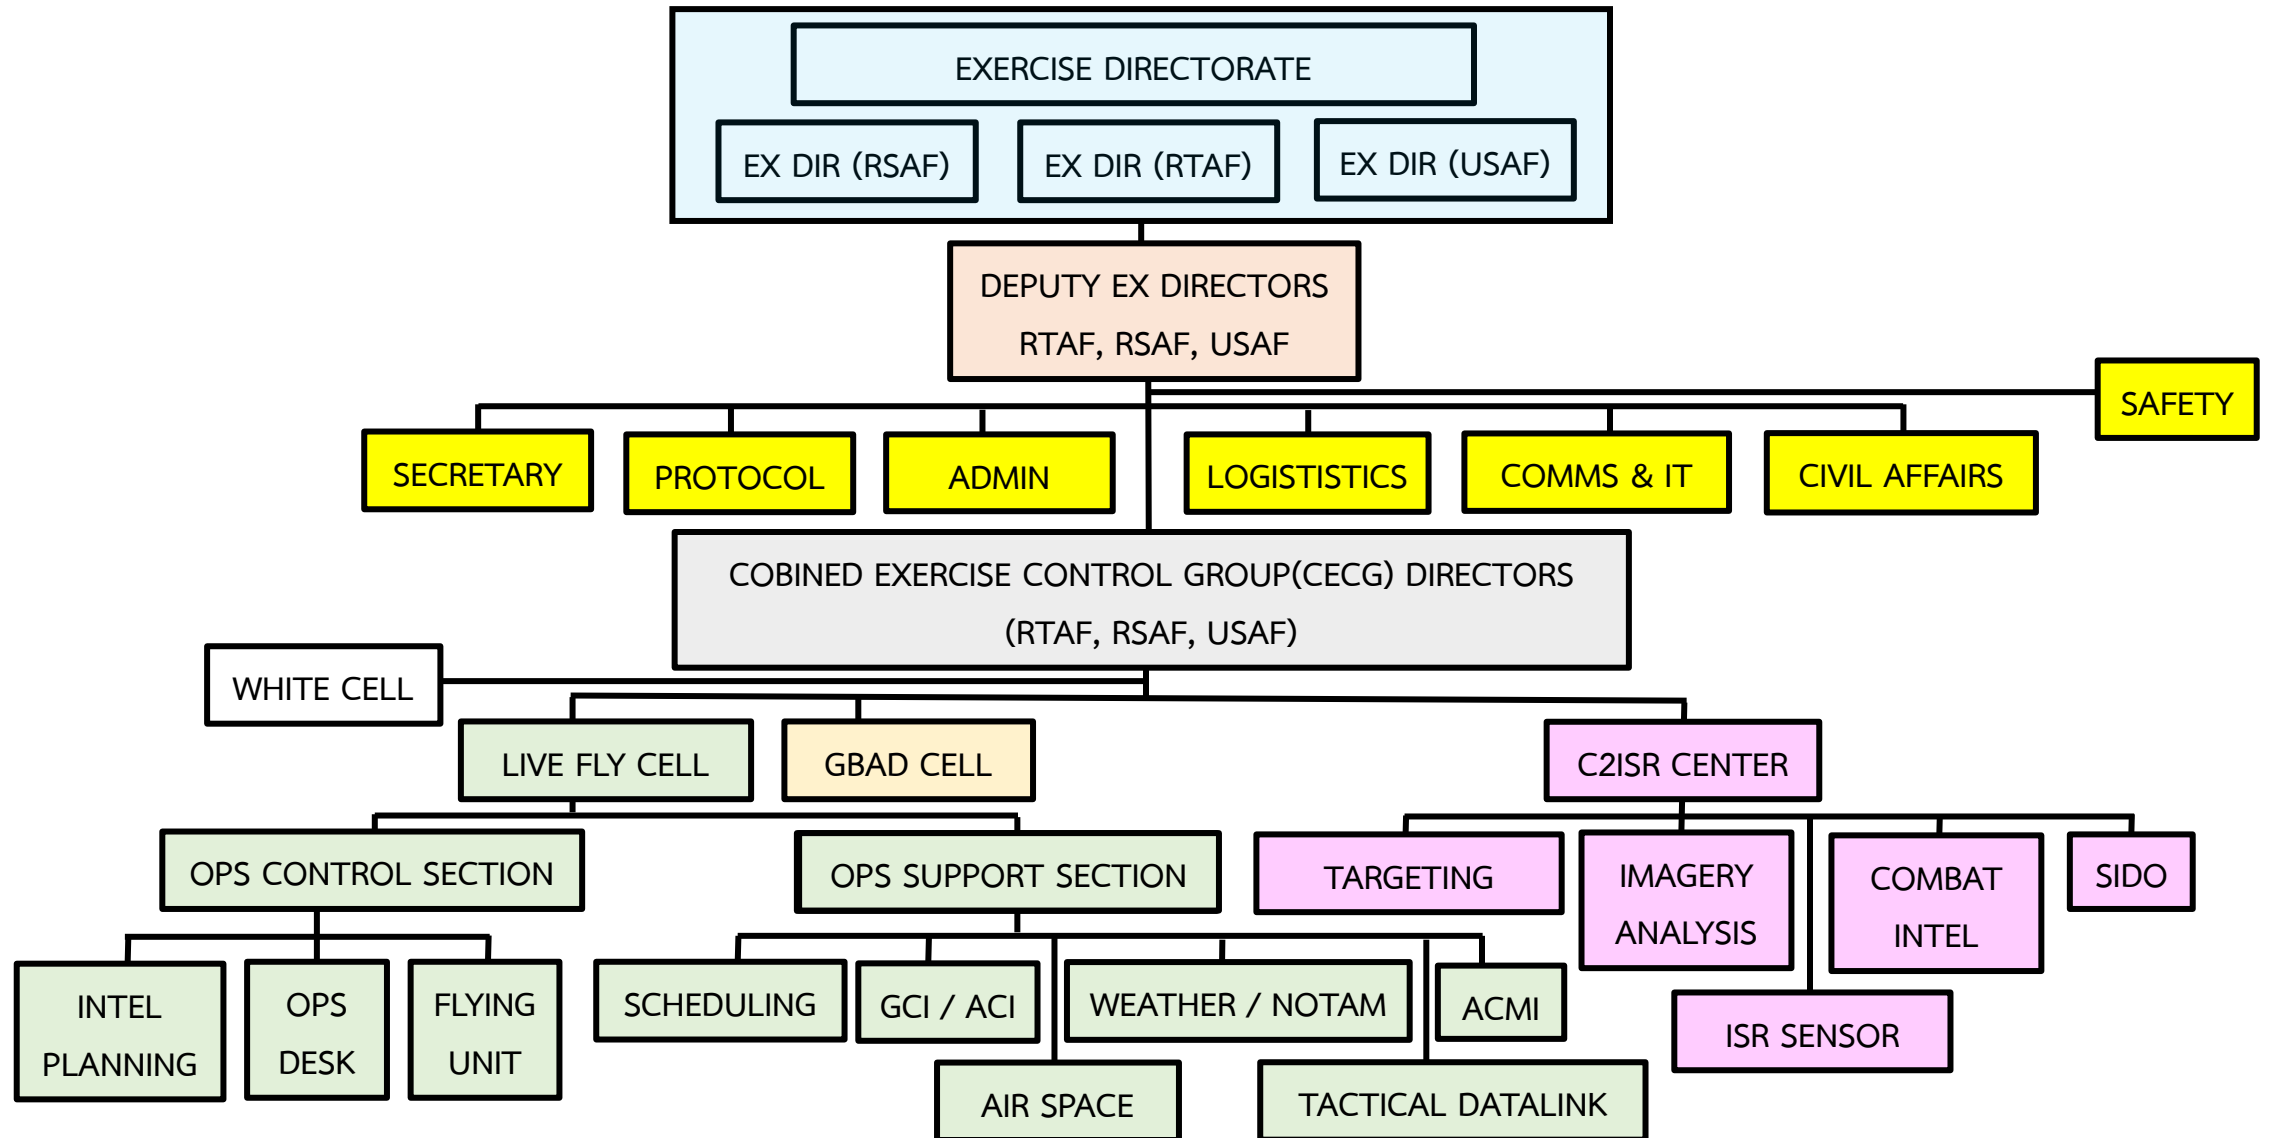 EXERCISE DIRECTORATE
EX DIR (RSAF)
EX DIR (RTAF)
EX DIR (USAF)
DEPUTY EX DIRECTORS
RTAF, RSAF, USAF
SAFETY
SECRETARY
PROTOCOL
ADMIN
LOGISTISTICS
COMMS & IT
CIVIL AFFAIRS
COBINED EXERCISE CONTROL GROUP(CECG) DIRECTORS
(RTAF, RSAF, USAF)
WHITE CELL
LIVE FLY CELL
GBAD CELL
C2ISR CENTER
OPS CONTROL SECTION
OPS SUPPORT SECTION
TARGETING
IMAGERY
ANALYSIS
COMBAT
INTEL
SIDO
INTEL
PLANNING
OPS
DESK
FLYING
UNIT
SCHEDULING
GCI / ACI
WEATHER / NOTAM
ACMI
ISR SENSOR
AIR SPACE
TACTICAL DATALINK